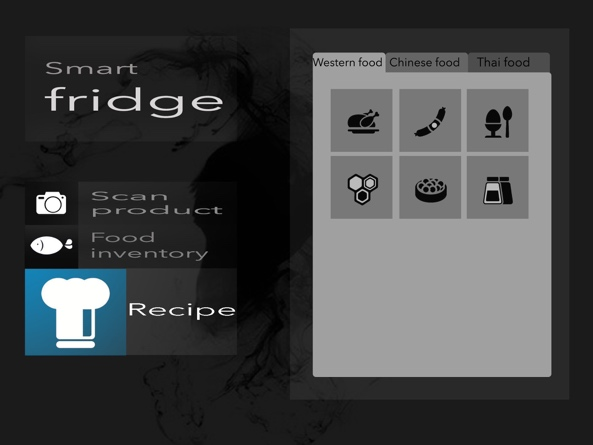 Smart
fridge
Scan
product
Food
inventory
Recipe
Western food
Chinese food
Thai food